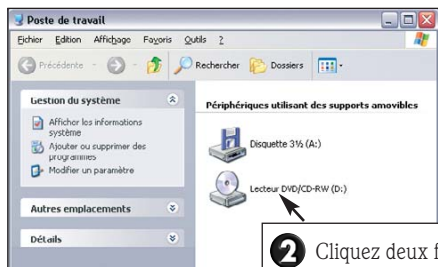 Poste de travail
Fichier Edition Affichage Favoris Outils ?
Précédente Rechercher Dossiers
Gestion du système
Afficher les informations
système
Ajouter ou supprimer des
programmes
Modifier un paramètre
Autres emplacements
Détails
Périphériques utilisant des supports amovibles
Disquette 3½ (A:)
Lecteur DVD/CD-RW (D:)
2 Cliquez deux f